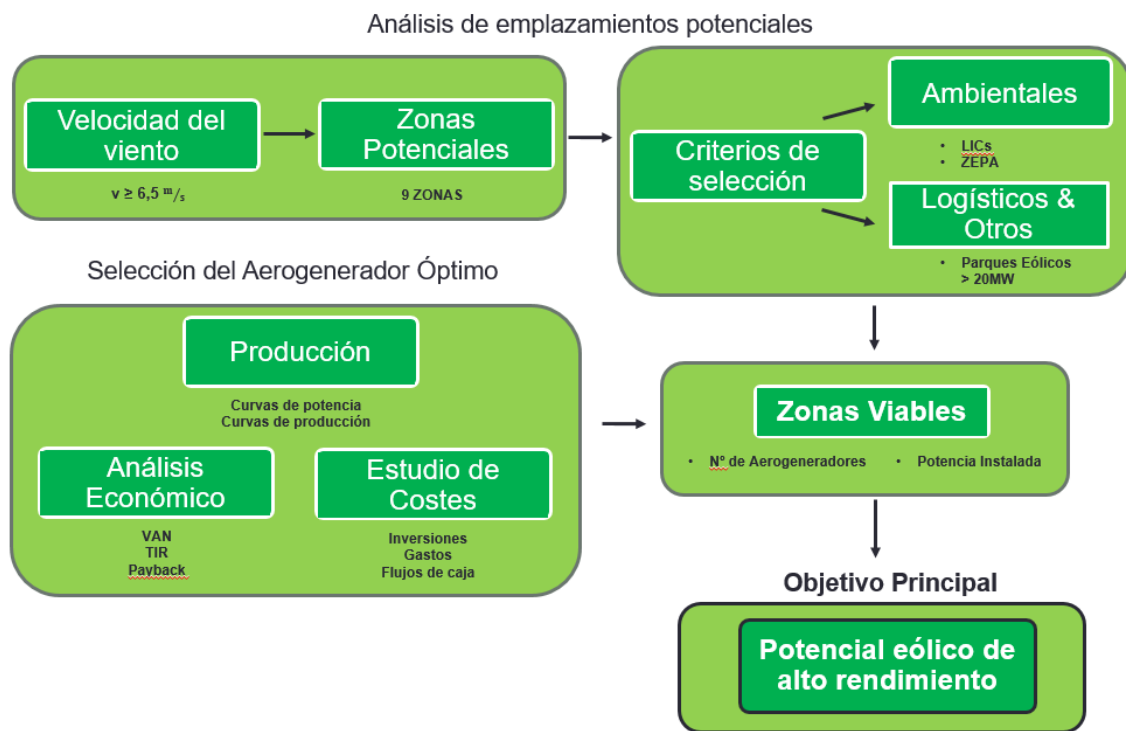 Análisis de emplazamientos potenciales
Velocidad del
viento
v ≥ 6,5 m/s
Zonas
Potenciales
9 ZONAS
Criterios de
selección
Ambientales
• LICs
• ZEPA
Logísticos &
Otros
• Parques Eólicos
> 20MW
Selección del Aerogenerador Óptimo
Producción
Curvas de potencia
Curvas de producción
Análisis
Económico
VAN
TIR
Payback
Estudio de
Costes
Inversiones
Gastos
Flujos de caja
Zonas Viables
• Nº de Aerogeneradores
• Potencia Instalada
Objetivo Principal
Potencial eólico de
alto rendimiento